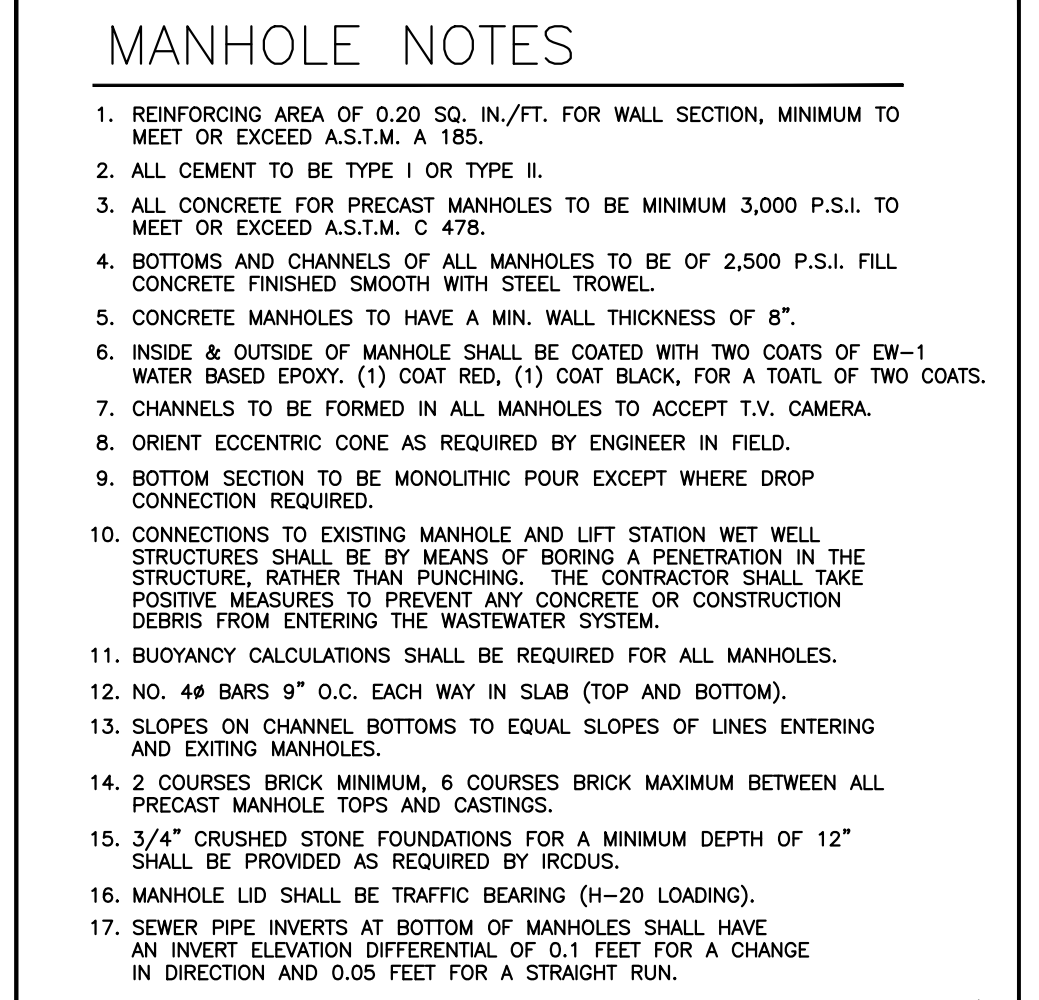 MANHOLE NOTES
1. REINFORCING AREA OF 0.20 SQ. IN./FT. FOR WALL SECTION, MINIMUM TO
MEET OR EXCEED A.S.T.M. A 185.
2. ALL CEMENT TO BE TYPE I OR TYPE II.
3. ALL CONCRETE FOR PRECAST MANHOLES TO BE MINIMUM 3,000 P.S.I. TO
MEET OR EXCEED A.S.T.M. C 478.
4. BOTTOMS AND CHANNELS OF ALL MANHOLES TO BE OF 2,500 P.S.I. FILL
CONCRETE FINISHED SMOOTH WITH STEEL TROWEL.
5. CONCRETE MANHOLES TO HAVE A MIN. WALL THICKNESS OF 8".
6. INSIDE & OUTSIDE OF MANHOLE SHALL BE COATED WITH TWO COATS OF EW-1
WATER BASED EPOXY. (1) COAT RED, (1) COAT BLACK, FOR A TOATL OF TWO COATS.
7. CHANNELS TO BE FORMED IN ALL MANHOLES TO ACCEPT T.V. CAMERA.
8. ORIENT ECCENTRIC CONE AS REQUIRED BY ENGINEER IN FIELD.
9. BOTTOM SECTION TO BE MONOLITHIC POUR EXCEPT WHERE DROP
CONNECTION REQUIRED.
10. CONNECTIONS TO EXISTING MANHOLE AND LIFT STATION WET WELL
STRUCTURES SHALL BE BY MEANS OF BORING A PENETRATION IN THE
STRUCTURE, RATHER THAN PUNCHING. THE CONTRACTOR SHALL TAKE
POSITIVE MEASURES TO PREVENT ANY CONCRETE OR CONSTRUCTION
DEBRIS FROM ENTERING THE WASTEWATER SYSTEM.
11. BUOYANCY CALCULATIONS SHALL BE REQUIRED FOR ALL MANHOLES.
12. NO. 4ø BARS 9" O.C. EACH WAY IN SLAB (TOP AND BOTTOM).
13. SLOPES ON CHANNEL BOTTOMS TO EQUAL SLOPES OF LINES ENTERING
AND EXITING MANHOLES.
14. 2 COURSES BRICK MINIMUM, 6 COURSES BRICK MAXIMUM BETWEEN ALL
PRECAST MANHOLE TOPS AND CASTINGS.
15. 3/4" CRUSHED STONE FOUNDATIONS FOR A MINIMUM DEPTH OF 12"
SHALL BE PROVIDED AS REQUIRED BY IRCDUS.
16. MANHOLE LID SHALL BE TRAFFIC BEARING (H-20 LOADING).
17. SEWER PIPE INVERTS AT BOTTOM OF MANHOLES SHALL HAVE
AN INVERT ELEVATION DIFFERENTIAL OF 0.1 FEET FOR A CHANGE
IN DIRECTION AND 0.05 FEET FOR A STRAIGHT RUN.